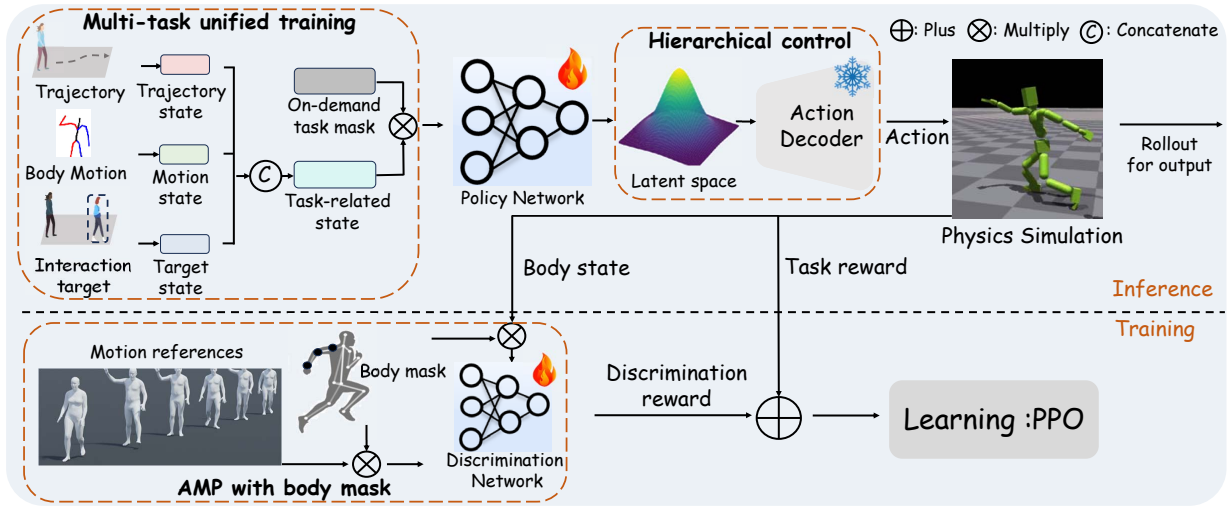 Multi-task unified training
Trajectory
Trajectory
state
Body Motion
Motion
state
Interaction
target
Target
state
C
On-demand
task mask
Task-related
state
Policy Network
Hierarchical control
Latent space
Action
Decoder
Action
: Plus
: Multiply
C
: Concatenate
Physics Simulation
Rollout
for output
Body state
Task reward
Inference
Training
Motion references
Body mask
AMP with body mask
Discrimination
Network
Discrimination
reward
Learning :PPO